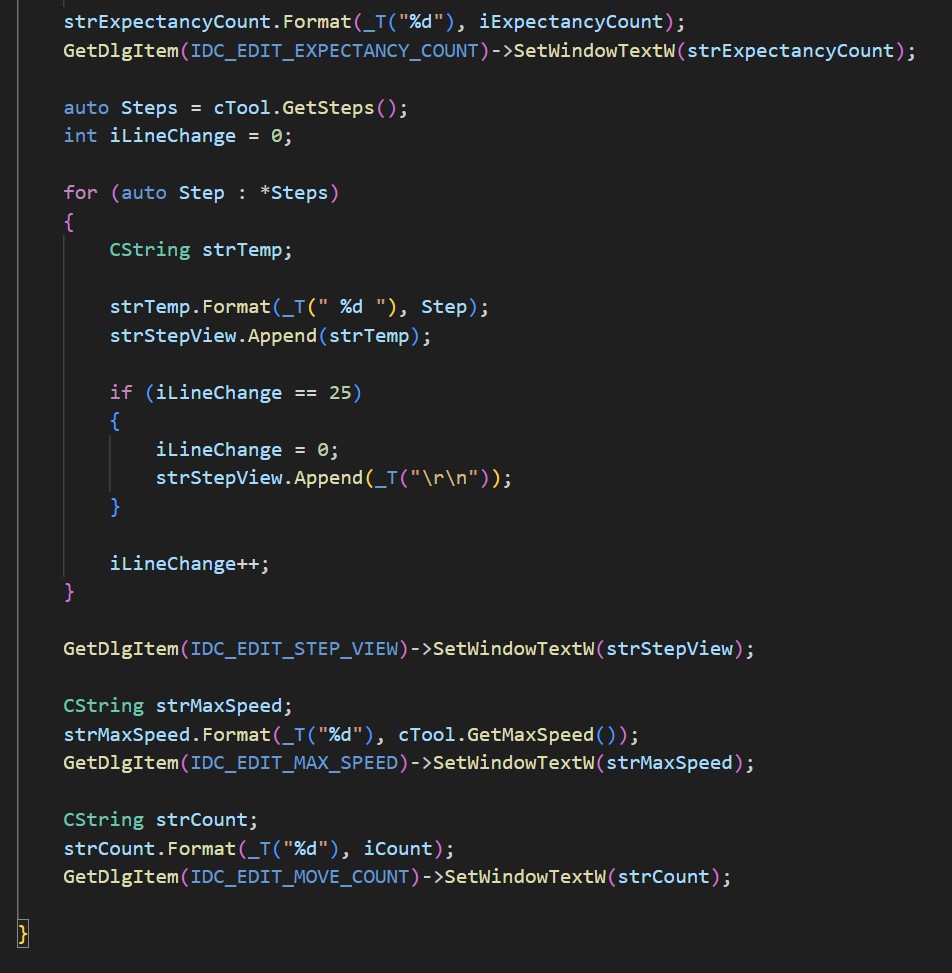 strExpectancyCount.Format(_T("%d"), iExpectancyCount);
GetDlgItem(IDC_EDIT_EXPECTANCY_COUNT)->SetWindowTextW(strExpectancyCount);
auto Steps = cTool.GetSteps();
int iLineChange = 0;
for (auto Step : *Steps)
{
CString strTemp;
strTemp.Format(_T(" %d "), Step);
strStepView.Append(strTemp);
if (iLineChange == 25)
{
iLineChange = 0;
strStepView.Append(_T("\r\n"));
}
iLineChange++;
}
GetDlgItem(IDC_EDIT_STEP_VIEW)->SetWindowTextW(strStepView);
CString strMaxSpeed;
strMaxSpeed.Format(_T("%d"), cTool.GetMaxSpeed());
GetDlgItem(IDC_EDIT_MAX_SPEED)->SetWindowTextW(strMaxSpeed);
CString strCount;
strCount.Format(_T("%d"), iCount);
GetDlgItem(IDC_EDIT_MOVE_COUNT)->SetWindowTextW(strCount);
}